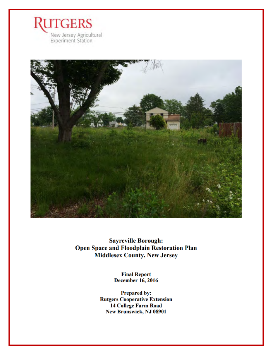 RUTGERS
New Jersey Agricultural
Experiment Station
Sayreville Borough:
Open Space and Floodplain Restoration Plan
Middlesex County, New Jersey
Final Report
December 16, 2016
Prepared by:
Rutgers Cooperative Extension
14 College Farm Road
New Brunswick, NJ 08901